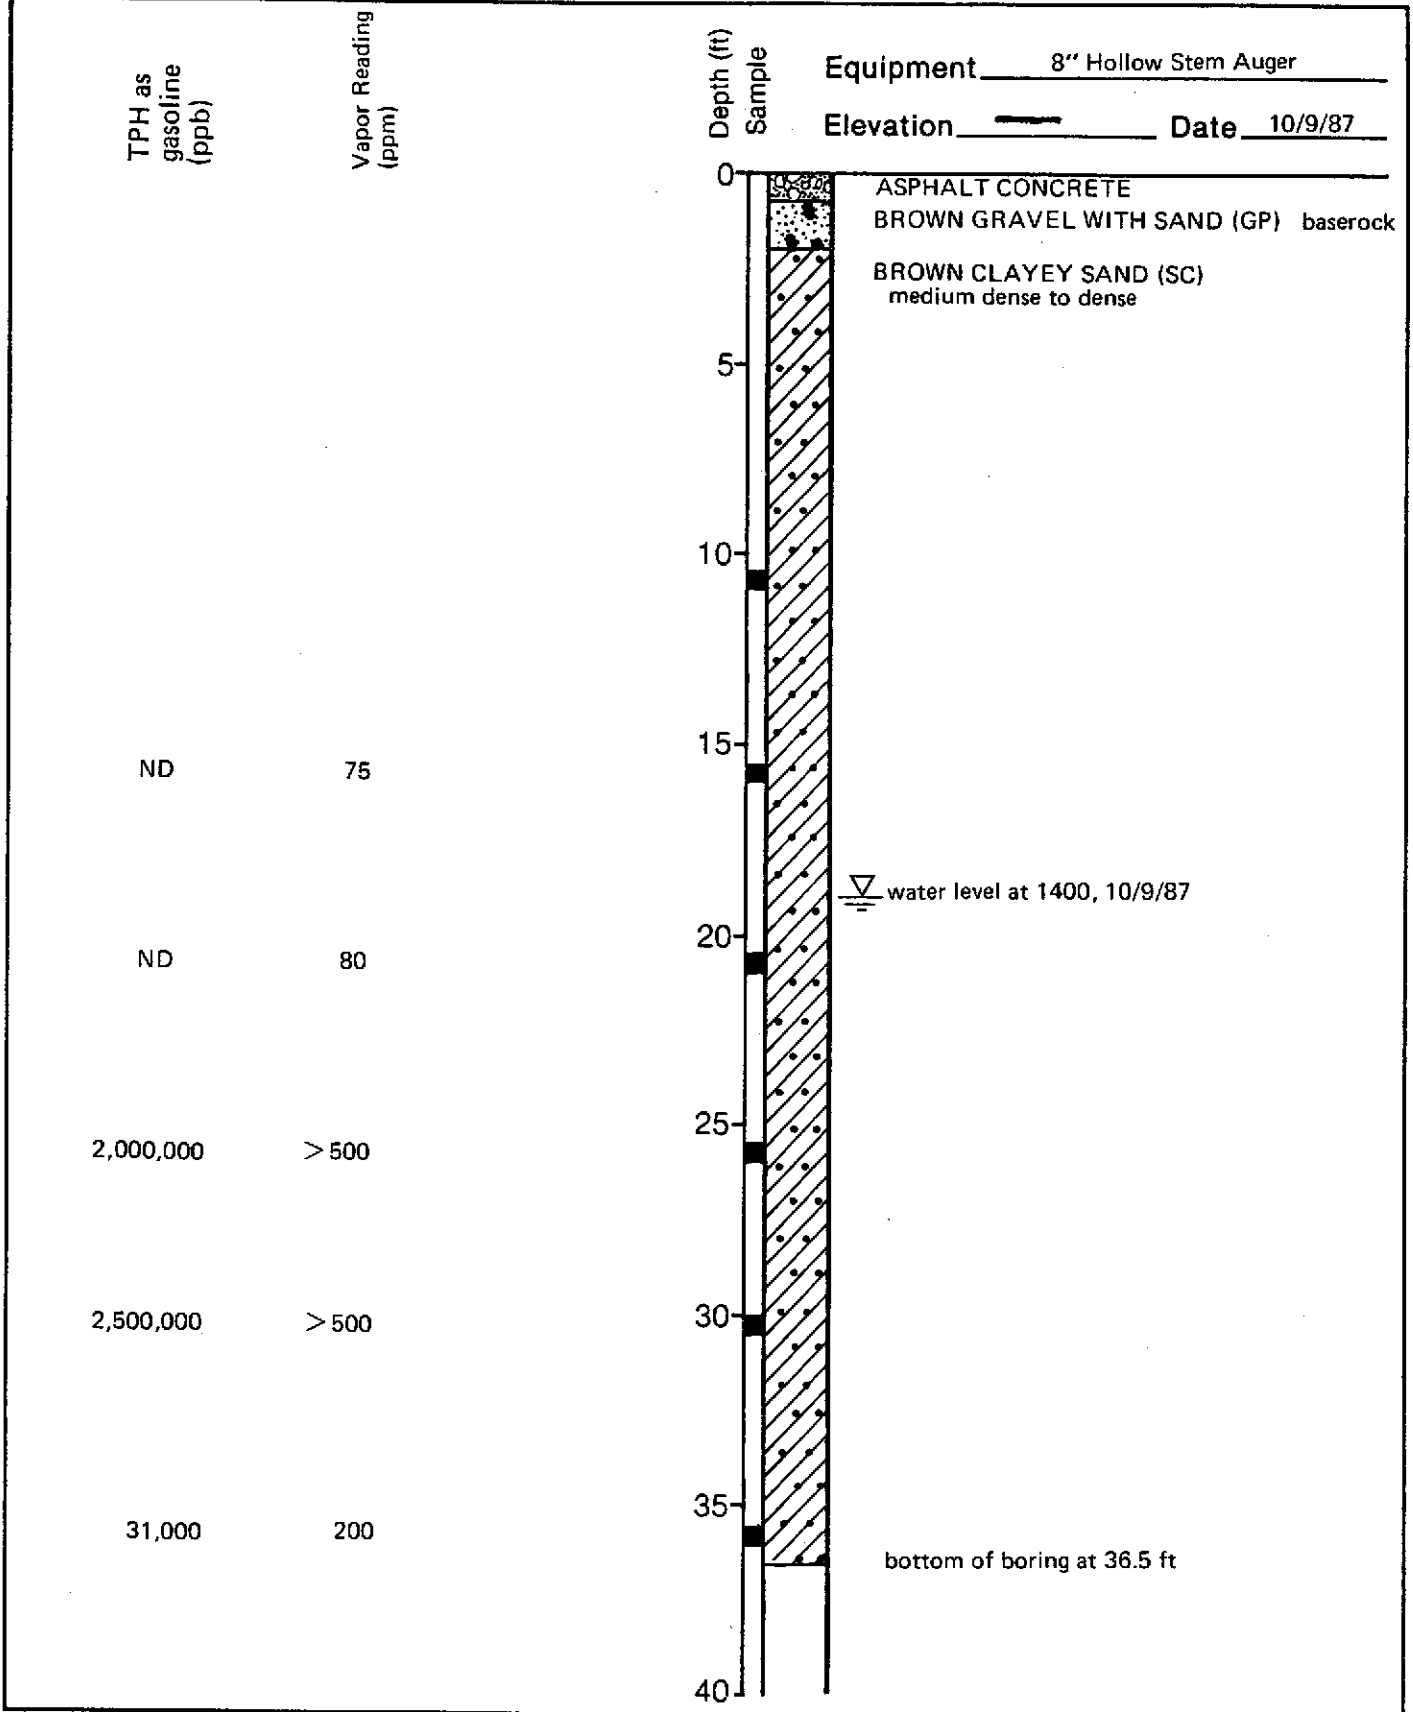 TPH as
gasoline
(ppb)
Vapor Reading
(ppm)
Depth (ft)
Sample
Equipment 8" Hollow Stem Auger
Elevation — Date 10/9/87
0
ASPHALT CONCRETE
BROWN GRAVEL WITH SAND (GP) baserock
BROWN CLAYEY SAND (SC)
medium dense to dense
5
10
15
ND 75
water level at 1400, 10/9/87
20
ND 80
25
2,000,000 >500
30
2,500,000 >500
35
31,000 200
bottom of boring at 36.5 ft
40